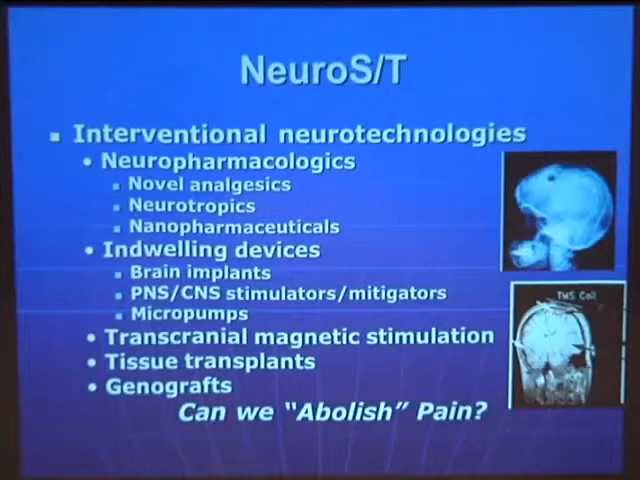 NeuroS/T
Interventional neurotechnologies
Neuropharmacologics
Novel analgesics
Neurotropics
Nanopharmaceuticals
Indwelling devices
Brain implants
PNS/CNS stimulators/mitigators
Micropumps
Transcranial magnetic stimulation
Tissue transplants
Genografts
Can we “Abolish” Pain?
TMS Coil